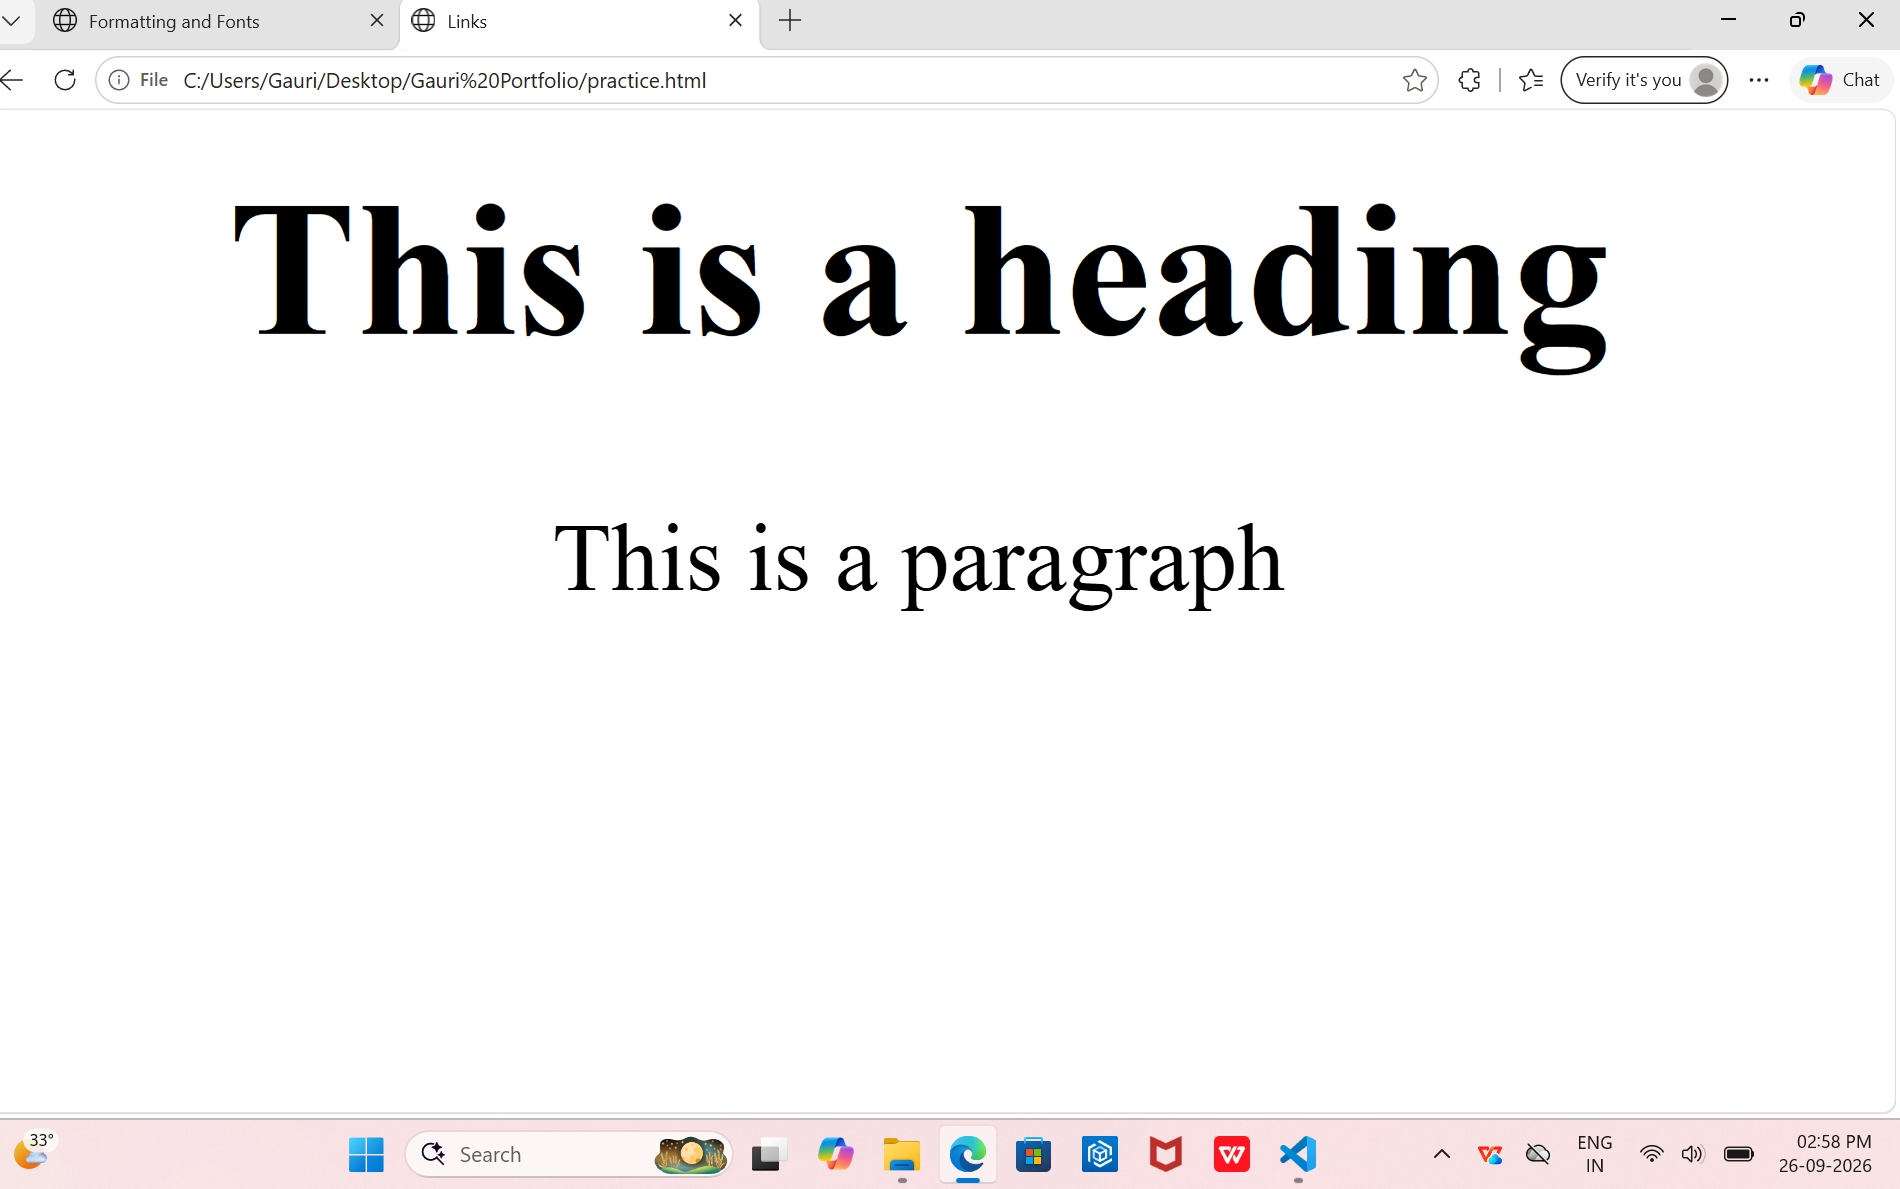 Formatting and Fonts
Links
File C:/Users/Gauri/Desktop/Gauri%20Portfolio/practice.html
Verify it's you
Chat
This is a heading
This is a paragraph
33°
Search
ENG
IN
02:58 PM
26-09-2026